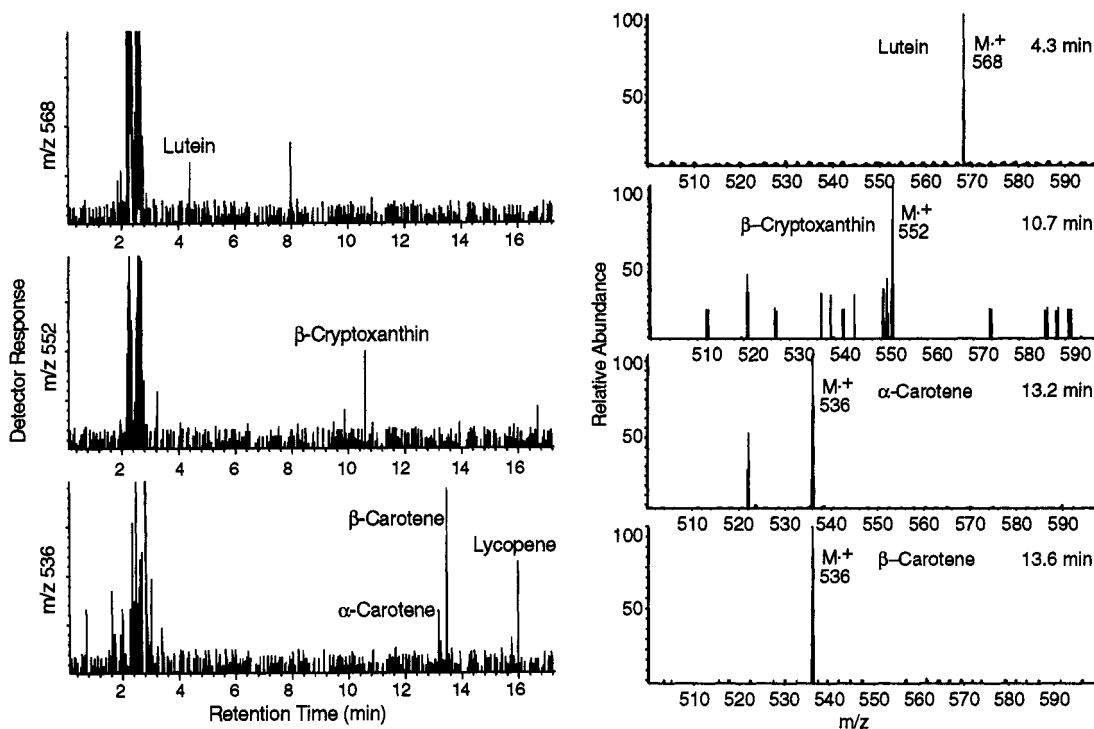 Detector Response
m/z 568
Lutein
2 4 6 8 10 12 14 16
m/z 552
β-Cryptoxanthin
2 4 6 8 10 12 14 16
m/z 536
β-Carotene
Lycopene
α-Carotene
2 4 6 8 10 12 14 16
Retention Time (min)
Relative Abundance
100
50
Lutein M·+ 4.3 min
568
510 520 530 540 550 560 570 580 590
100
50
β–Cryptoxanthin M·+ 10.7 min
552
510 520 530 540 550 560 570 580 590
100
50
M·+ α-Carotene 13.2 min
536
510 520 530 540 550 560 570 580 590
100
50
M·+ β–Carotene 13.6 min
536
510 520 530 540 550 560 570 580 590
m/z